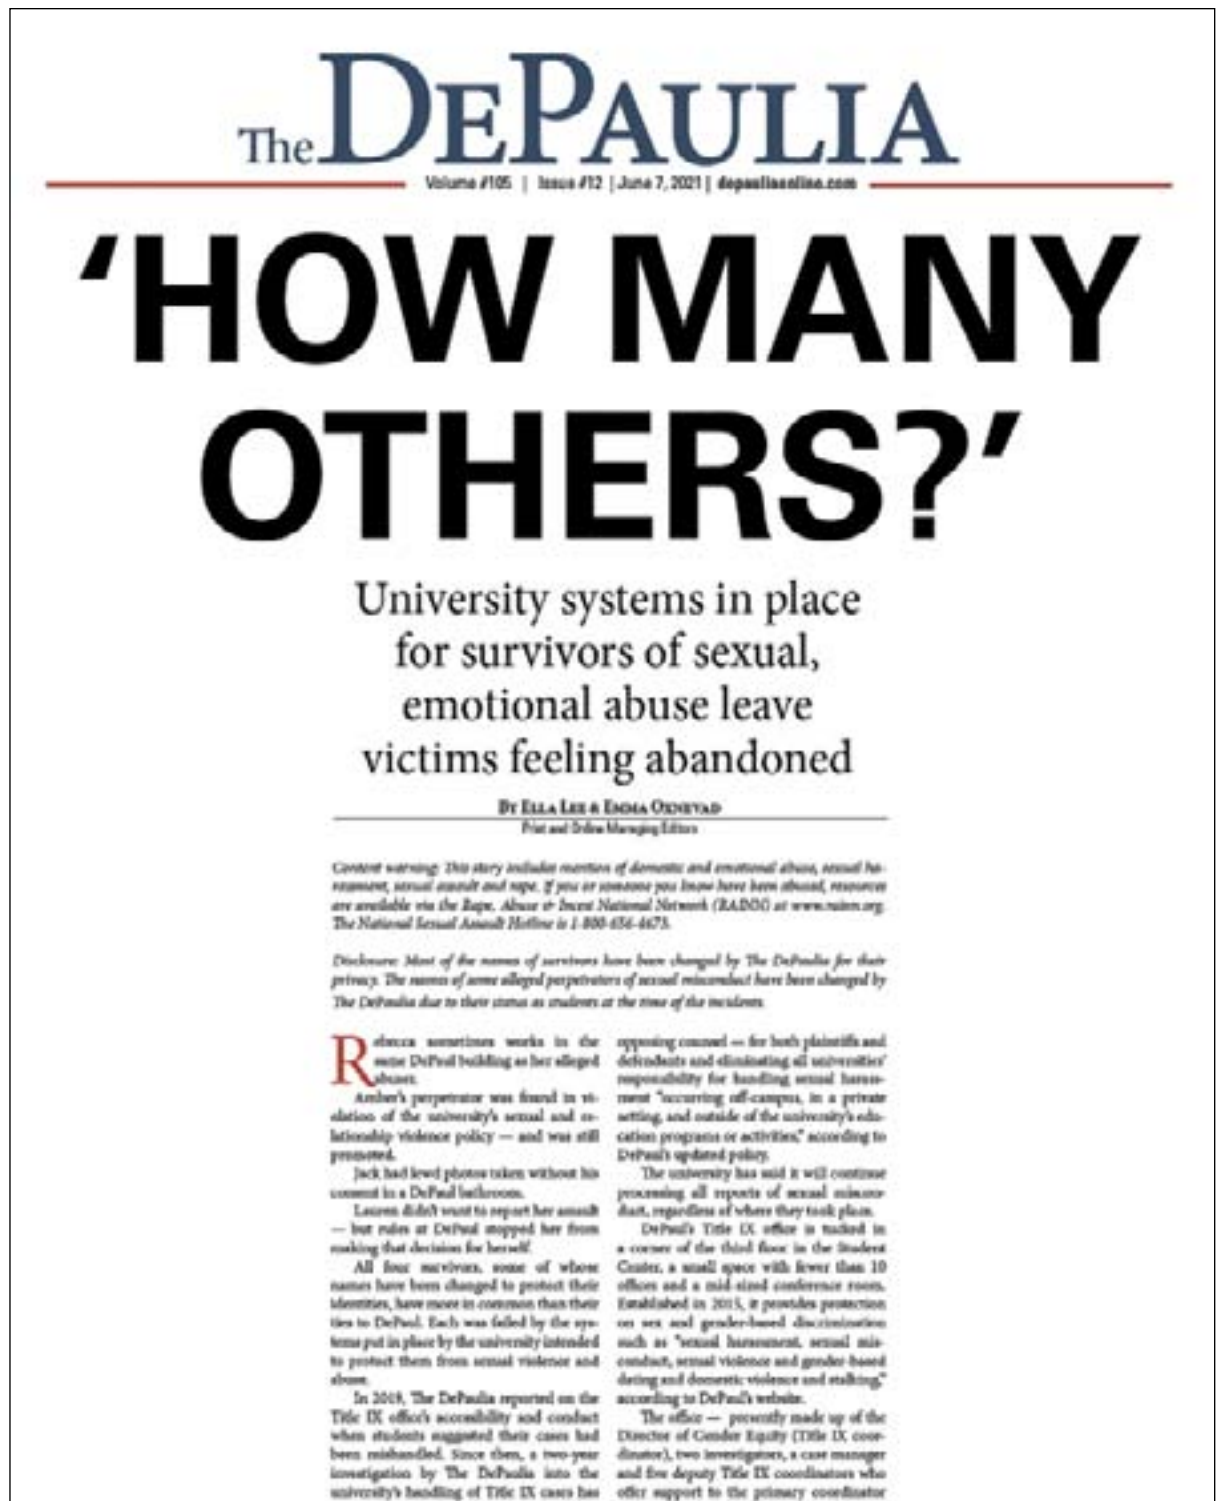 The DEPAULIA
Volume #105 | Issue #12 | June 7, 2021 | depauliaonline.com
‘HOW MANY
OTHERS?’
University systems in place
for survivors of sexual,
emotional abuse leave
victims feeling abandoned
BY ELLA LEE & EMMA OXNEVAD
Print and Online Managing Editors
Content warning: This story includes mention of domestic and emotional abuse, sexual ha-
rassment, sexual assault and rape. If you or someone you know have been abused, resources
are available via the Rape, Abuse & Incest National Network (RAINN) at www.rainn.org.
The National Sexual Assault Hotline is 1-800-656-4673.
Disclosure: Most of the names of survivors have been changed by The DePaulia for their
privacy. The names of some alleged perpetrators of sexual misconduct have been changed by
The DePaulia due to their status as students at the time of the incidents.
Rebecca sometimes works in the
same DePaul building as her alleged
abuser.
Amber’s perpetrator was found in vi-
olation of the university’s sexual and re-
lationship violence policy — and was still
promoted.
Jack had lewd photos taken without his
consent in a DePaul bathroom.
Lauren didn’t want to report her assault
— but rules at DePaul stopped her from
making that decision for herself.
All four survivors, some of whose
names have been changed to protect their
identities, have more in common than their
ties to DePaul. Each was failed by the sys-
tems put in place by the university intended
to protect them from sexual violence and
abuse.
In 2019, The DePaulia reported on the
Title IX office’s accessibility and conduct
when students suggested their cases had
been mishandled. Since then, a two-year
investigation by The DePaulia into the
university’s handling of Title IX cases has
opposing counsel — for both plaintiffs and
defendants and eliminating all universities’
responsibility for handling sexual harass-
ment “occurring off-campus, in a private
setting, and outside of the university’s edu-
cation programs or activities,” according to
DePaul’s updated policy.
The university has said it will continue
processing all reports of sexual miscon-
duct, regardless of where they took place.
DePaul’s Title IX office is tucked in
a corner of the third floor in the Student
Center, a small space with fewer than 10
offices and a mid-sized conference room.
Established in 2015, it provides protection
on sex and gender-based discrimination
such as “sexual harassment, sexual mis-
conduct, sexual violence and gender-based
dating and domestic violence and stalking,”
according to DePaul’s website.
The office — presently made up of the
Director of Gender Equity (Title IX coor-
dinator), two investigators, a case manager
and five deputy Title IX coordinators who
offer support to the primary coordinator